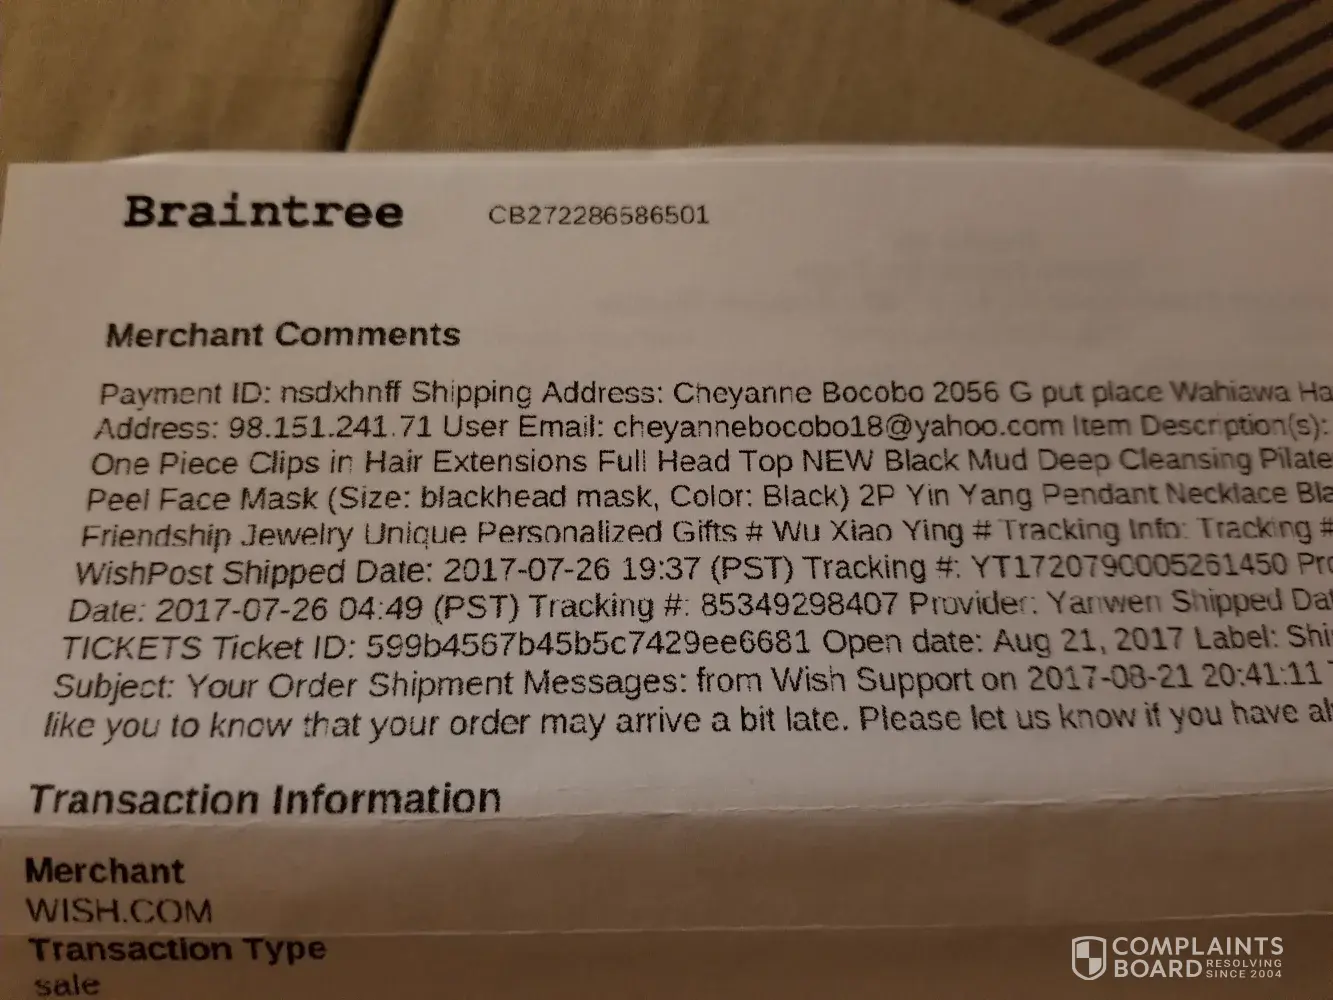 Braintree CB272286586501
Merchant Comments
Payment ID: nsdxhnff Shipping Address: Cheyanne Bocobo 2056 G put place Wahiawa Ha
Address: 98.151.241.71 User Email: cheyannebocobo18@yahoo.com Item Description(s):
One Piece Clips in Hair Extensions Full Head Top NEW Black Mud Deep Cleansing Pilate
Peel Face Mask (Size: blackhead mask, Color: Black) 2P Yin Yang Pendant Necklace Bla
Friendship Jewelry Unique Personalized Gifts # Wu Xiao Ying # Tracking Info: Tracking #
WishPost Shipped Date: 2017-07-26 19:37 (PST) Tracking #: YT1720790005261450 Pro
Date: 2017-07-26 04:49 (PST) Tracking #: 85349298407 Provider: Yanwen Shipped Dat
TICKETS Ticket ID: 599b4567b45b5c7429ee6681 Open date: Aug 21, 2017 Label: Shi
Subject: Your Order Shipment Messages: from Wish Support on 2017-08-21 20:41:11
like you to know that your order may arrive a bit late. Please let us know if you have a
Transaction Information
Merchant
WISH.COM
Transaction Type
sale
COMPLAINTS
BOARD RESOLVING SINCE 2004